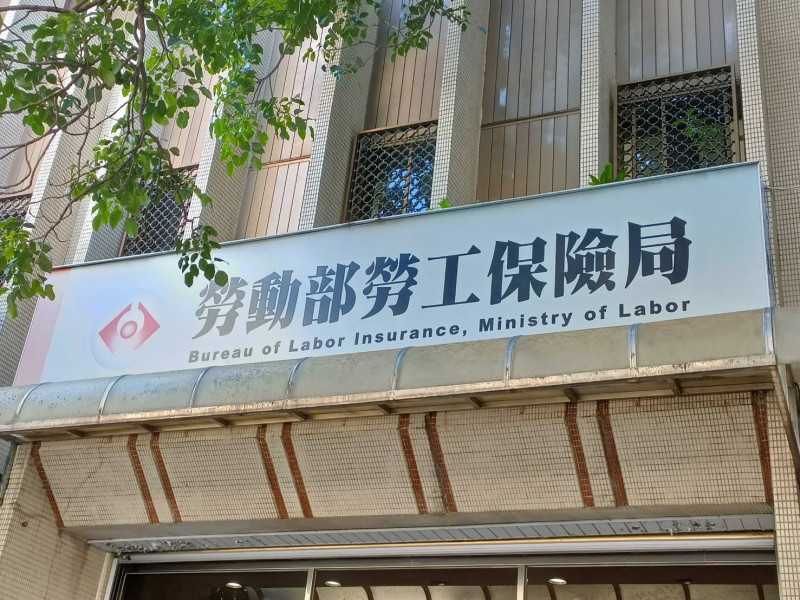 勞動部勞工保險局
Bureau of Labor Insurance, Ministry of Labor